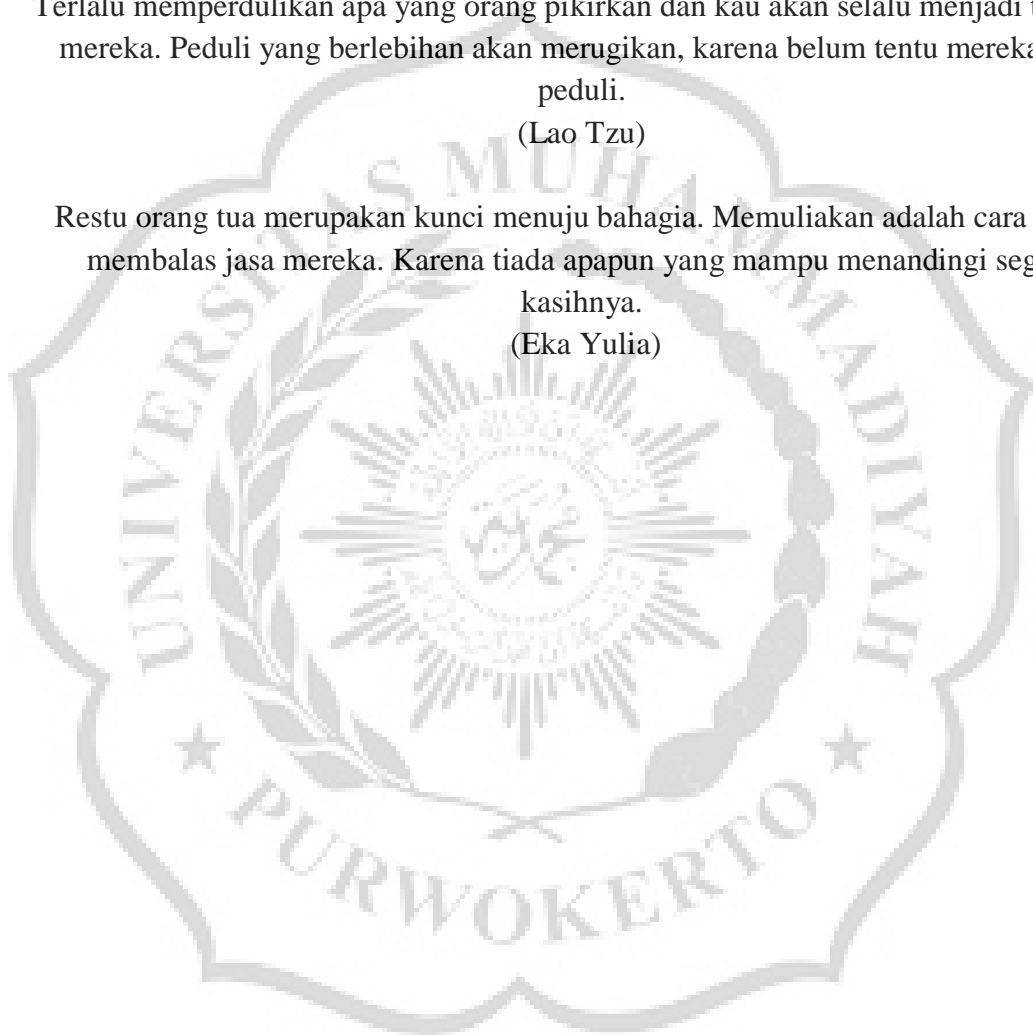 Terlalu memperdulikan apa yang orang pikirkan dan kau akan selalu menjadi
mereka. Peduli yang berlebihan akan merugikan, karena belum tentu mereka
peduli.
(Lao Tzu)
Restu orang tua merupakan kunci menuju bahagia. Memuliakan adalah cara
membalas jasa mereka. Karena tiada apapun yang mampu menandingi
kasihnya.
(Eka Yulia)
UNIVERSITAS MUHAMMADIYAH
PURWOKERTO